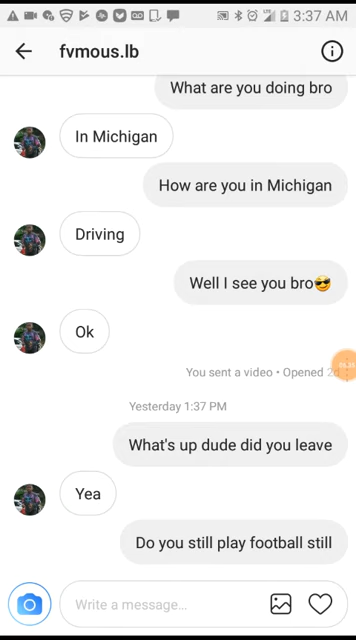 3:37 AM
fvmous.lb
What are you doing bro
In Michigan
How are you in Michigan
Driving
Well I see you bro😎
Ok
You sent a video • Opened 2d
Yesterday 1:37 PM
What's up dude did you leave
Yea
Do you still play football still
Write a message...